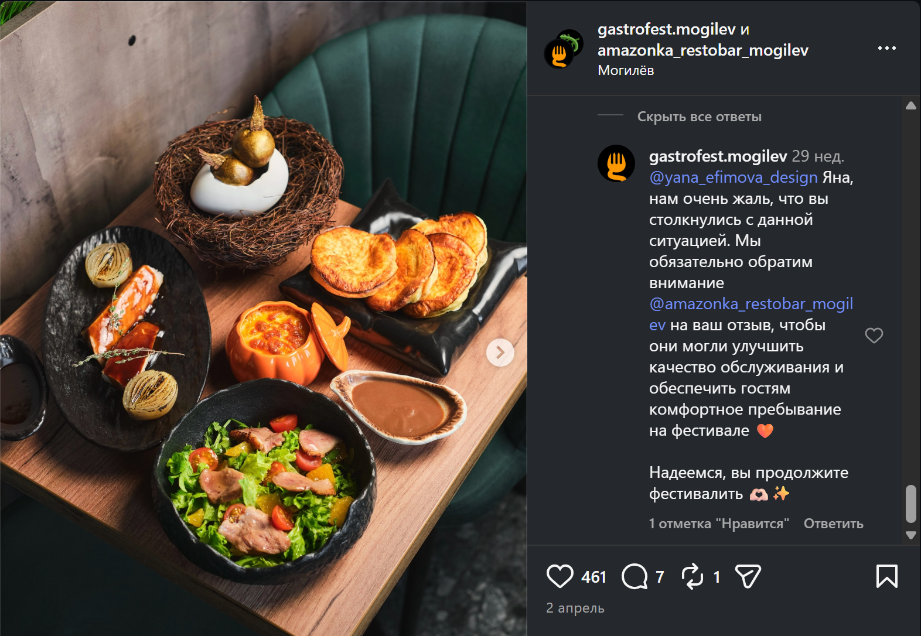 gastrofest.mogilev и
amazonka_restobar_mogilev
Могилёв
Скрыть все ответы
gastrofest.mogilev 29 нед.
@yana_efimova_design Яна,
нам очень жаль, что вы
столкнулись с данной
ситуацией. Мы
обязательно обратим
внимание
@amazonka_restobar_mogil
ev на ваш отзыв, чтобы
они могли улучшить
качество обслуживания и
обеспечить гостям
комфортное пребывание
на фестивале ❤️
Надеемся, вы продолжите
фестивалить 🫶🏻✨
1 отметка "Нравится" Ответить
461 7 1
2 апрель